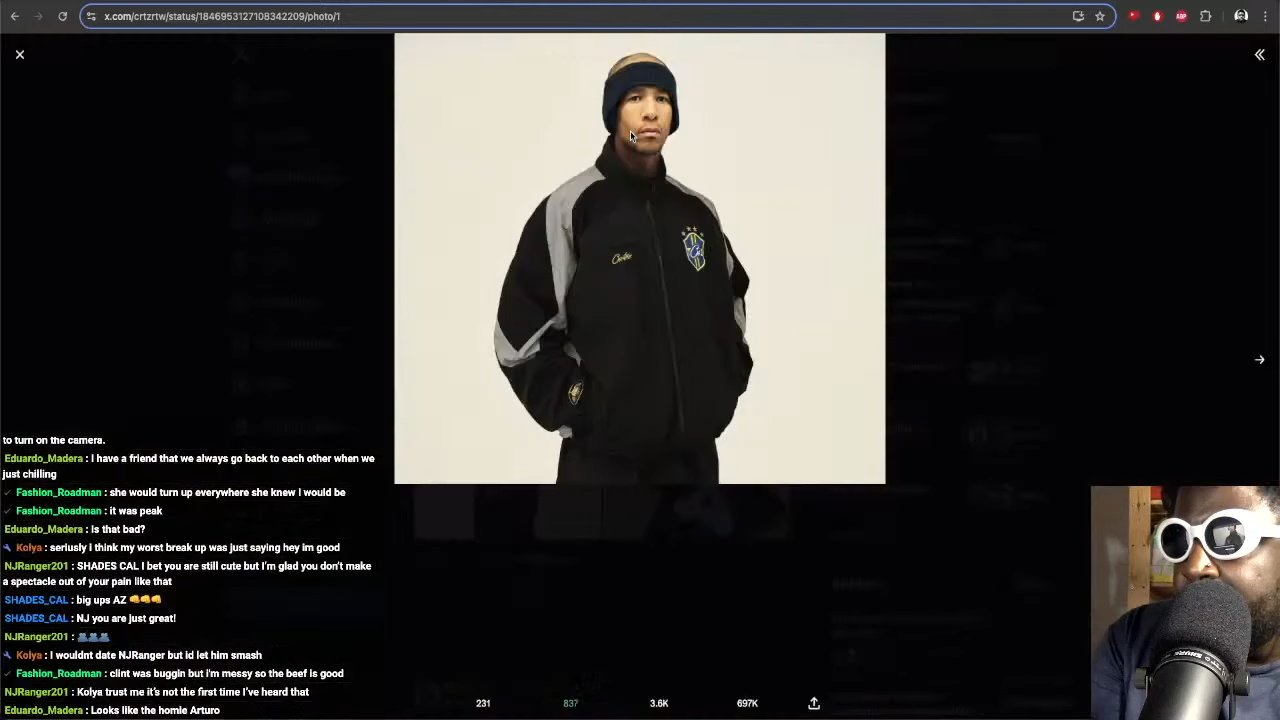 x.com/crtzrtw/status/1846953127108342209/photo/1
ABP
to turn on the camera.
Eduardo_Madera : I have a friend that we always go back to each other when we
just chilling
Fashion_Roadman : she would turn up everywhere she knew I would be
Fashion_Roadman : it was peak
Eduardo_Madera : Is that bad?
Kolya : seriusly I think my worst break up was just saying hey im good
NJRanger201 : SHADES CAL I bet you are still cute but I'm glad you don't make
a spectacle out of your pain like that
SHADES_CAL : big ups AZ 👊👊👊
SHADES_CAL : NJ you are just great!
NJRanger201 : 🫂🫂🫂
Kolya : I wouldnt date NJRanger but id let him smash
Fashion_Roadman : clint was buggin but i'm messy so the beef is good
NJRanger201 : Kolya trust me it's not the first time I've heard that
Eduardo_Madera : Looks like the homie Arturo
231 837 3.6K 697K